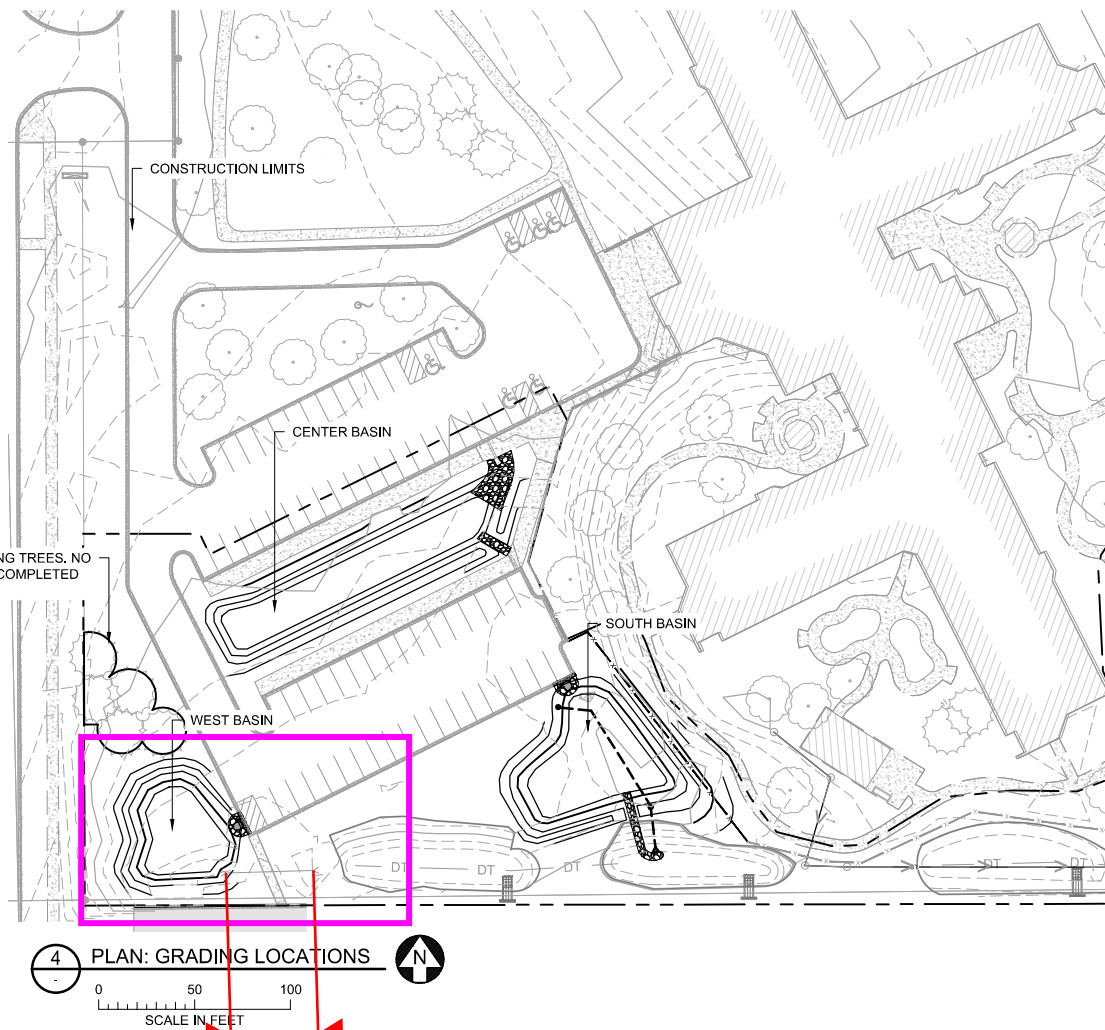 CONSTRUCTION LIMITS
CENTER BASIN
NG TREES. NO
COMPLETED
SOUTH BASIN
WEST BASIN
DT DT DT DT DT
4
-
PLAN: GRADING LOCATIONS
N
0 50 100
SCALE IN FEET